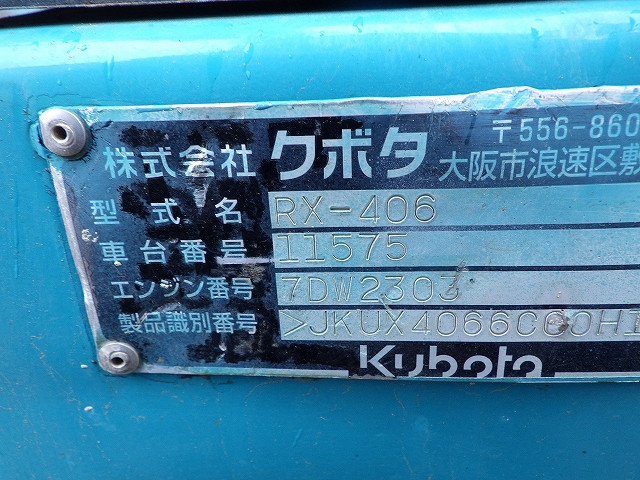 〒556-860
株式会社 クボタ 大阪市浪速区敷
型式名 RX-406
車台番号 11575
エンジン番号 7DW2303
製品識別番号 >JKUX4066C00H
Kubota